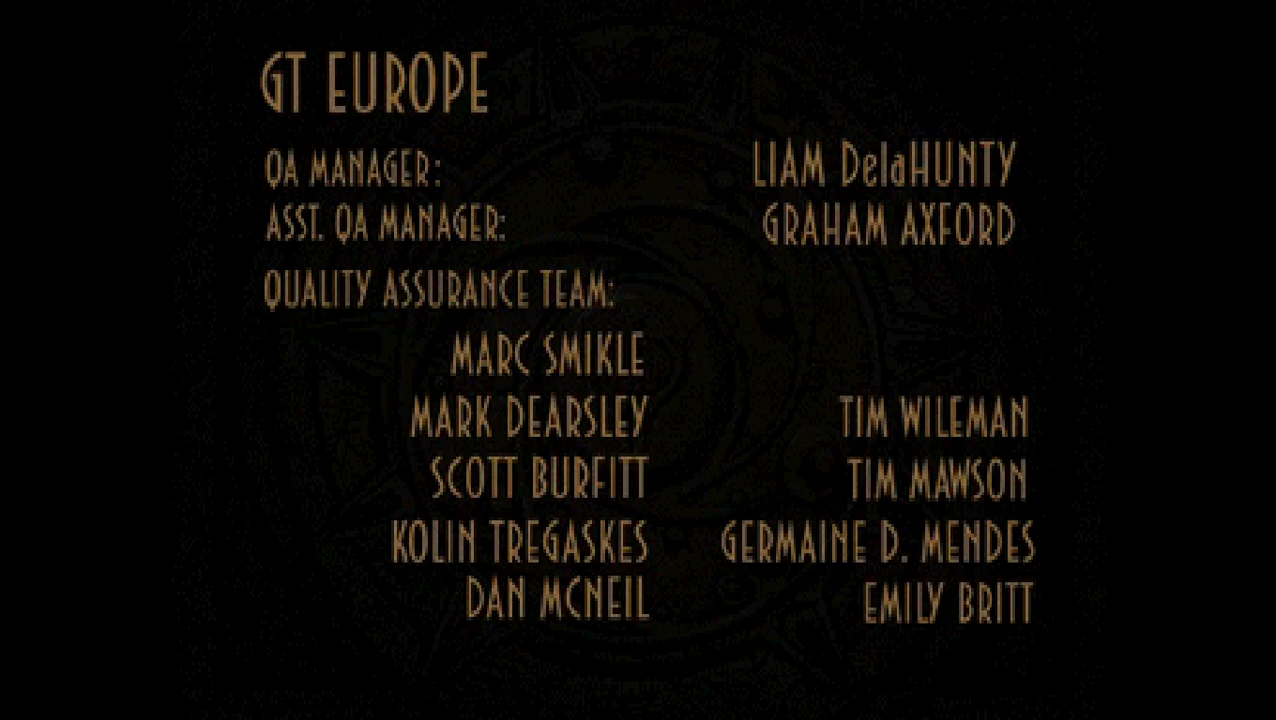 GT EUROPE
QA MANAGER: LIAM DelaHUNTY
ASST. QA MANAGER: GRAHAM AXFORD
QUALITY ASSURANCE TEAM:
MARC SMIKLE
MARK DEARSLEY TIM WILEMAN
SCOTT BURFITT TIM MAWSON
KOLIN TREGASKES GERMAINE D. MENDES
DAN MCNEIL EMILY BRITT